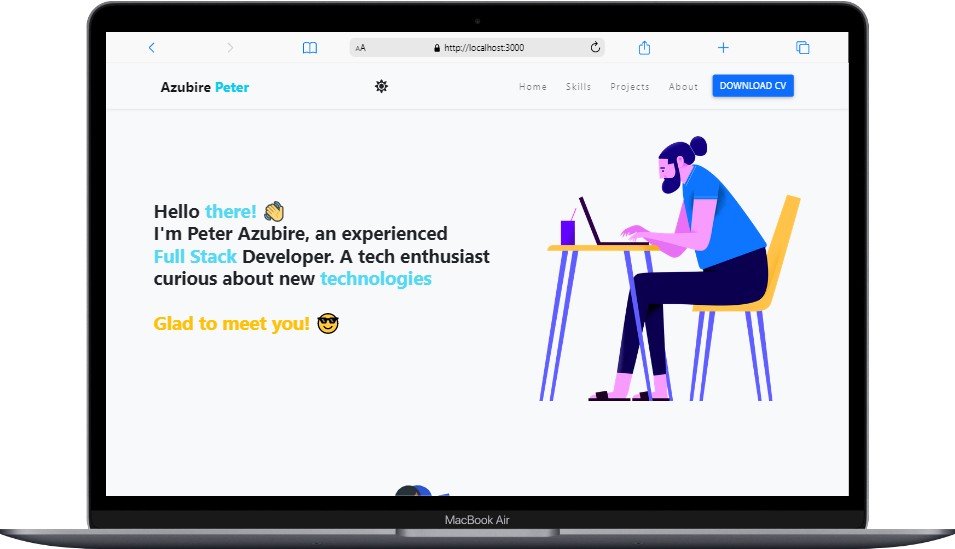 AA http://localhost:3000
Azubire Peter
Home Skills Projects About DOWNLOAD CV
Hello there! 👋
I'm Peter Azubire, an experienced
Full Stack Developer. A tech enthusiast
curious about new technologies
Glad to meet you! 😎
MacBook Air